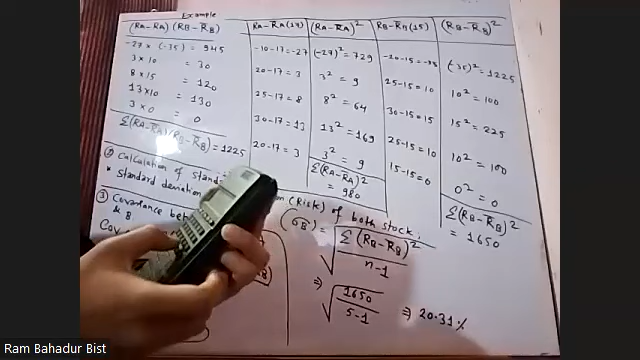 Example
(RA-R̄A)(RB-R̄B)
-27 × (-35) = 945
3×10 = 30
8×15 = 120
13×10 = 130
3×0 = 0
Σ(RA-R̄A)(RB-R̄B) = 1225
RA-R̄A(17)
-10-17=-27
20-17=3
25-17=8
30-17=13
20-17=3
(RA-R̄A)²
(-27)²=729
3²=9
8²=64
13²=169
3²=9
Σ(RA-R̄A)²
= 980
RB-R̄B(15)
-20-15=-35
25-15=10
30-15=15
25-15=10
15-15=0
(RB-R̄B)²
(-35)²=1225
10²=100
15²=225
10²=100
0²=0
Σ(RB-R̄B)²
= 1650
② Calculation of (Risk) of both stock.
* Standard deviation
(σB) = √Σ(RB-R̄B)²/n-1
⇒ √1650/5-1 ⇒ 20.31%
③ Covariance
& B
Ram Bahadur Bist